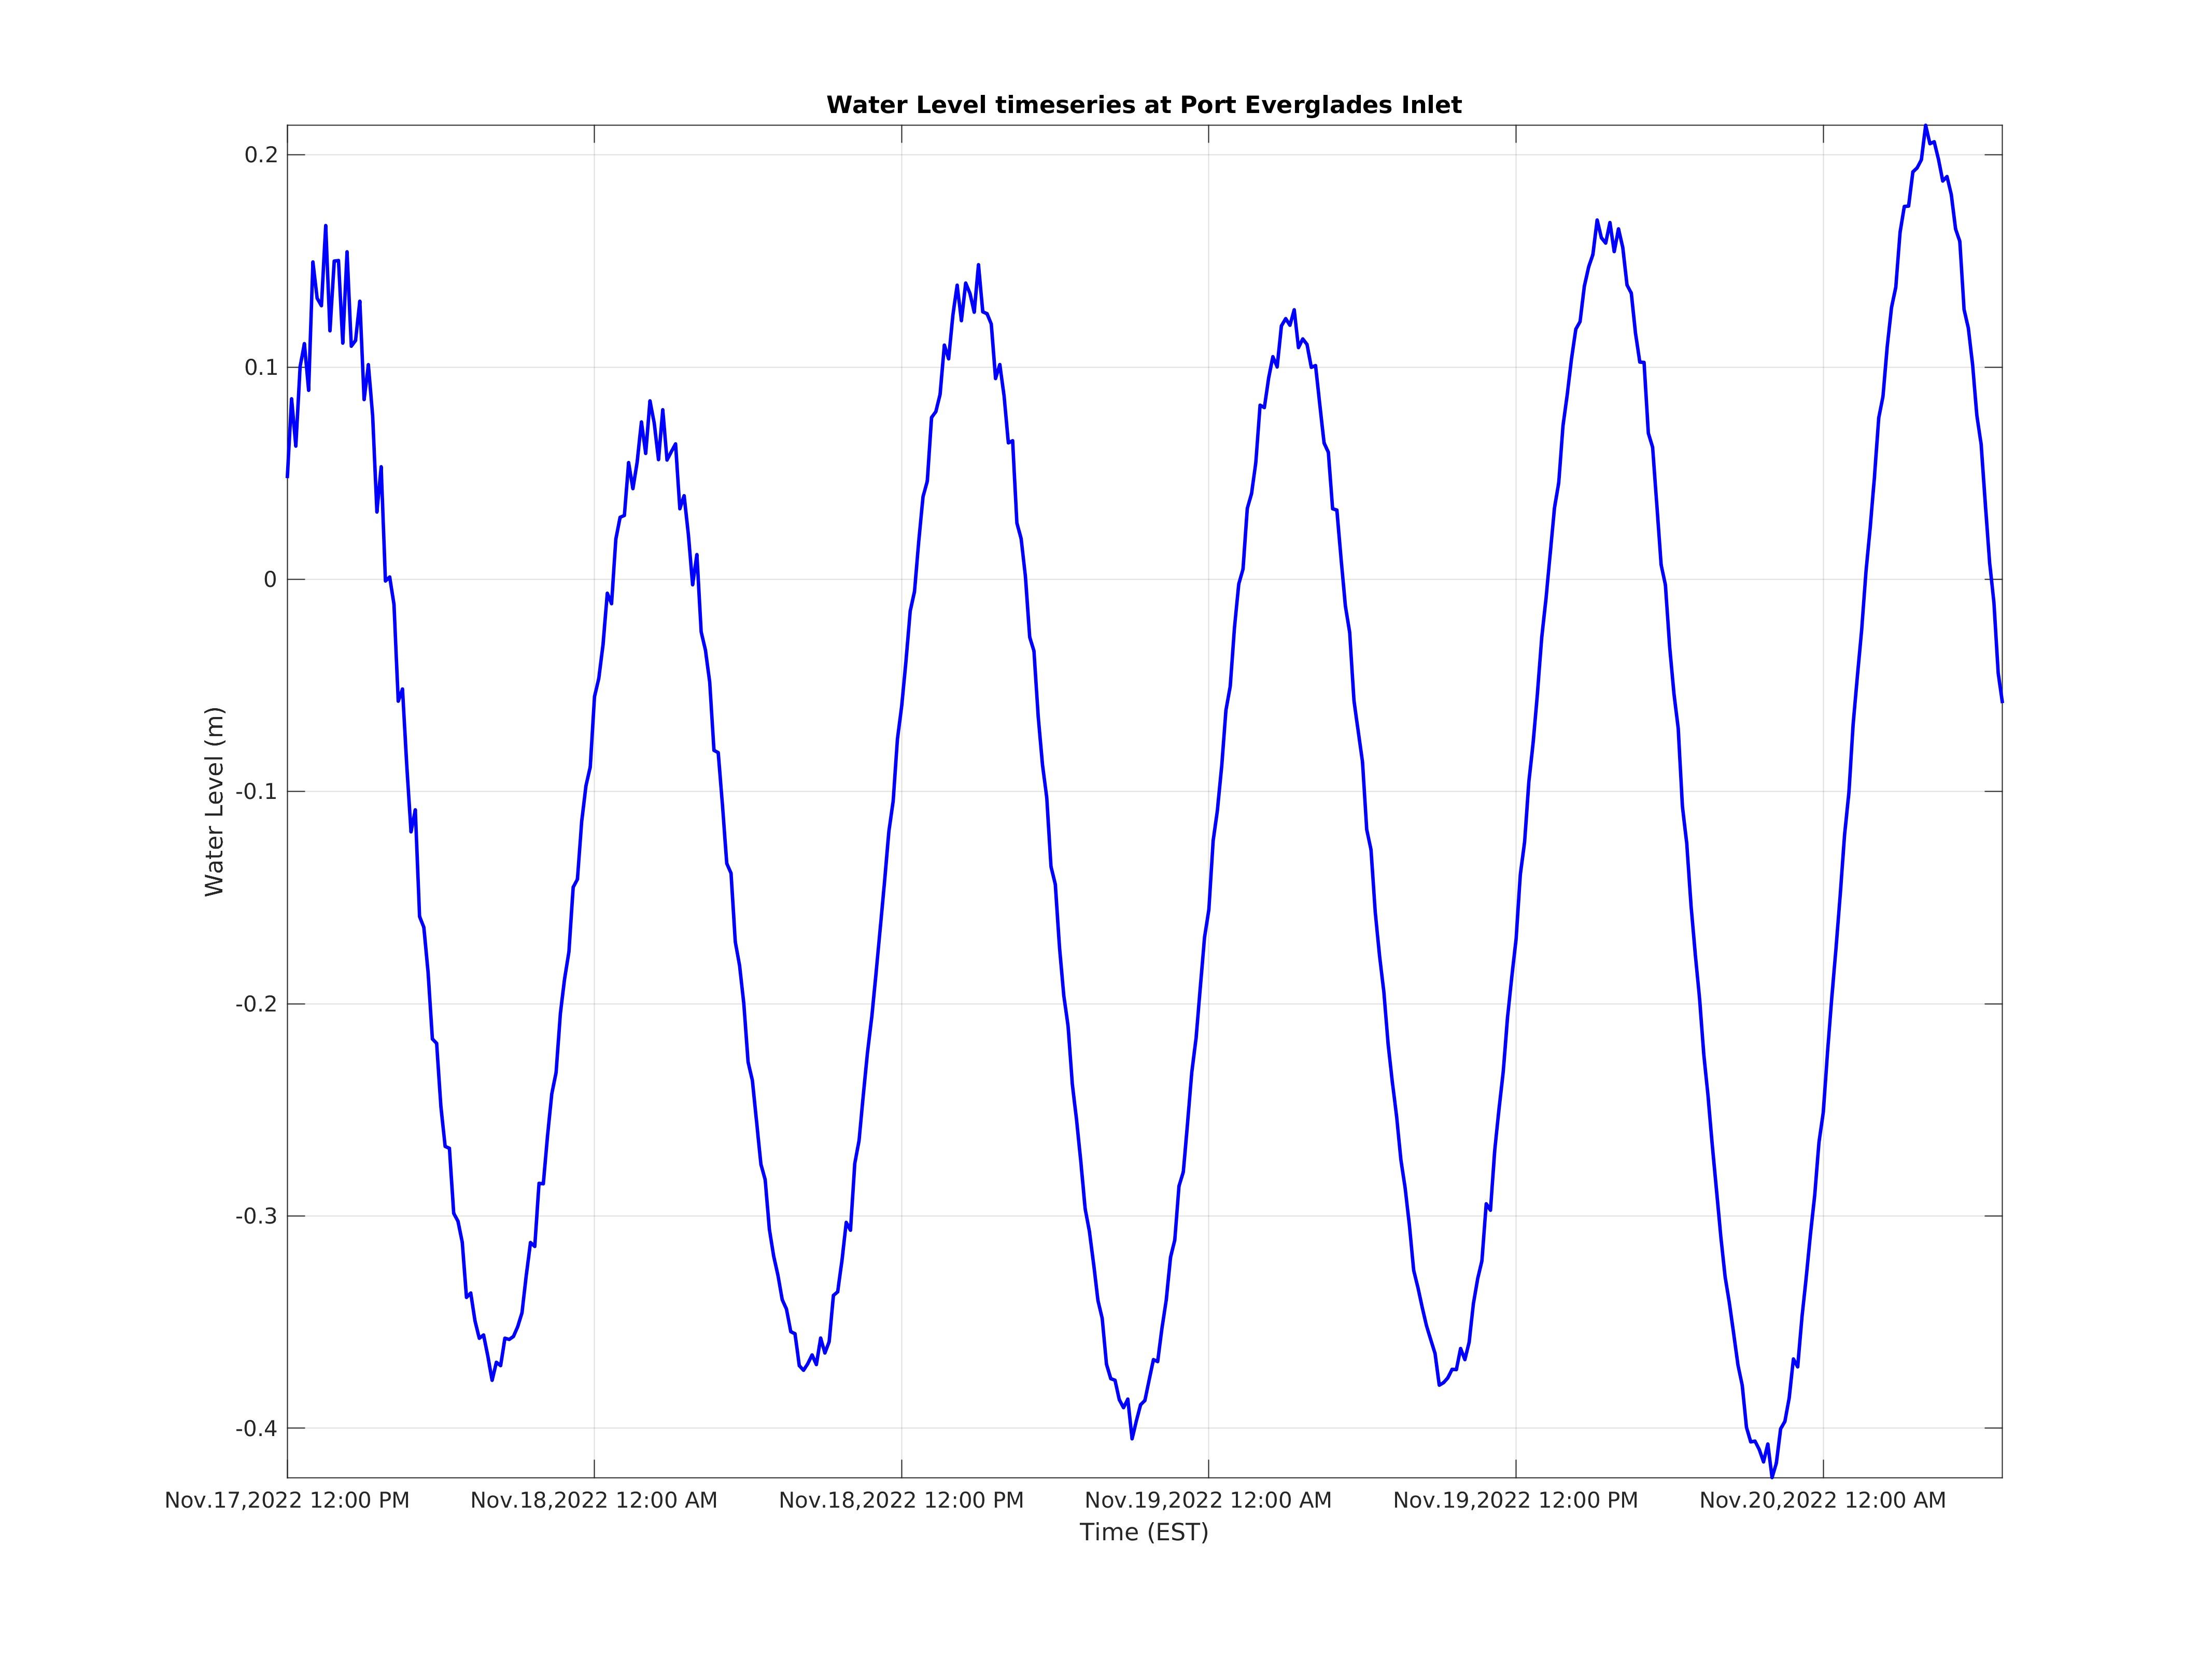 Water Level timeseries at Port Everglades Inlet
0.2
0.1
0
-0.1
-0.2
-0.3
-0.4
Water Level (m)
Nov.17,2022 12:00 PM
Nov.18,2022 12:00 AM
Nov.18,2022 12:00 PM
Nov.19,2022 12:00 AM
Nov.19,2022 12:00 PM
Nov.20,2022 12:00 AM
Time (EST)